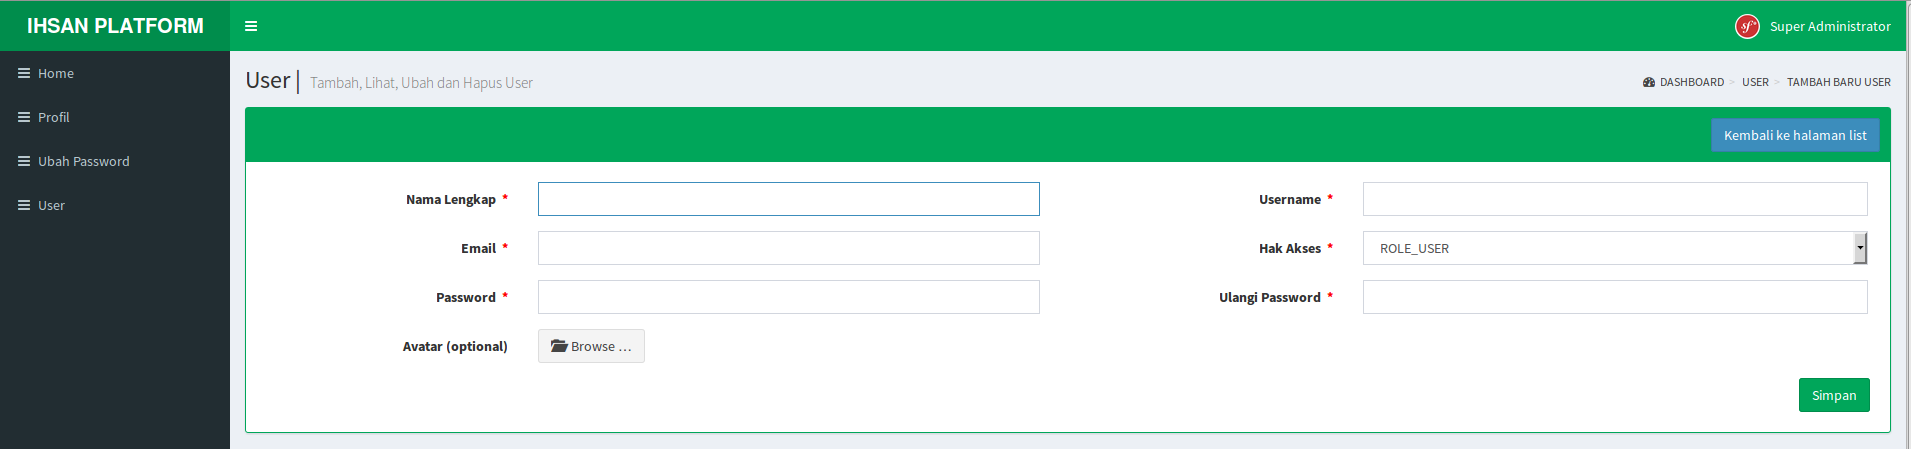 IHSAN PLATFORM
Super Administrator
Home
Profil
Ubah Password
User
User | Tambah, Lihat, Ubah dan Hapus User
DASHBOARD > USER > TAMBAH BARU USER
Kembali ke halaman list
Nama Lengkap *
Username *
Email *
Hak Akses * ROLE_USER
Password *
Ulangi Password *
Avatar (optional) Browse ...
Simpan